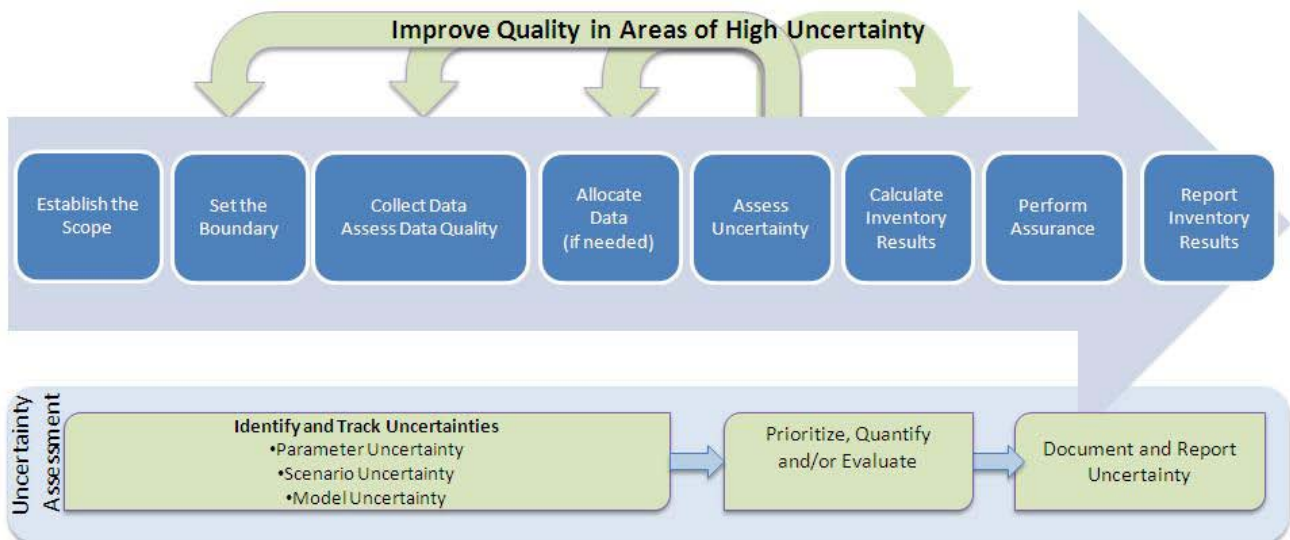 Improve Quality in Areas of High Uncertainty
Establish the
Scope
Set the
Boundary
Collect Data
Assess Data Quality
Allocate
Data
(if needed)
Assess
Uncertainty
Calculate
Inventory
Results
Perform
Assurance
Report
Inventory
Results
Uncertainty
Assessment
Identify and Track Uncertainties
•Parameter Uncertainty
•Scenario Uncertainty
•Model Uncertainty
Prioritize, Quantify
and/or Evaluate
Document and Report
Uncertainty